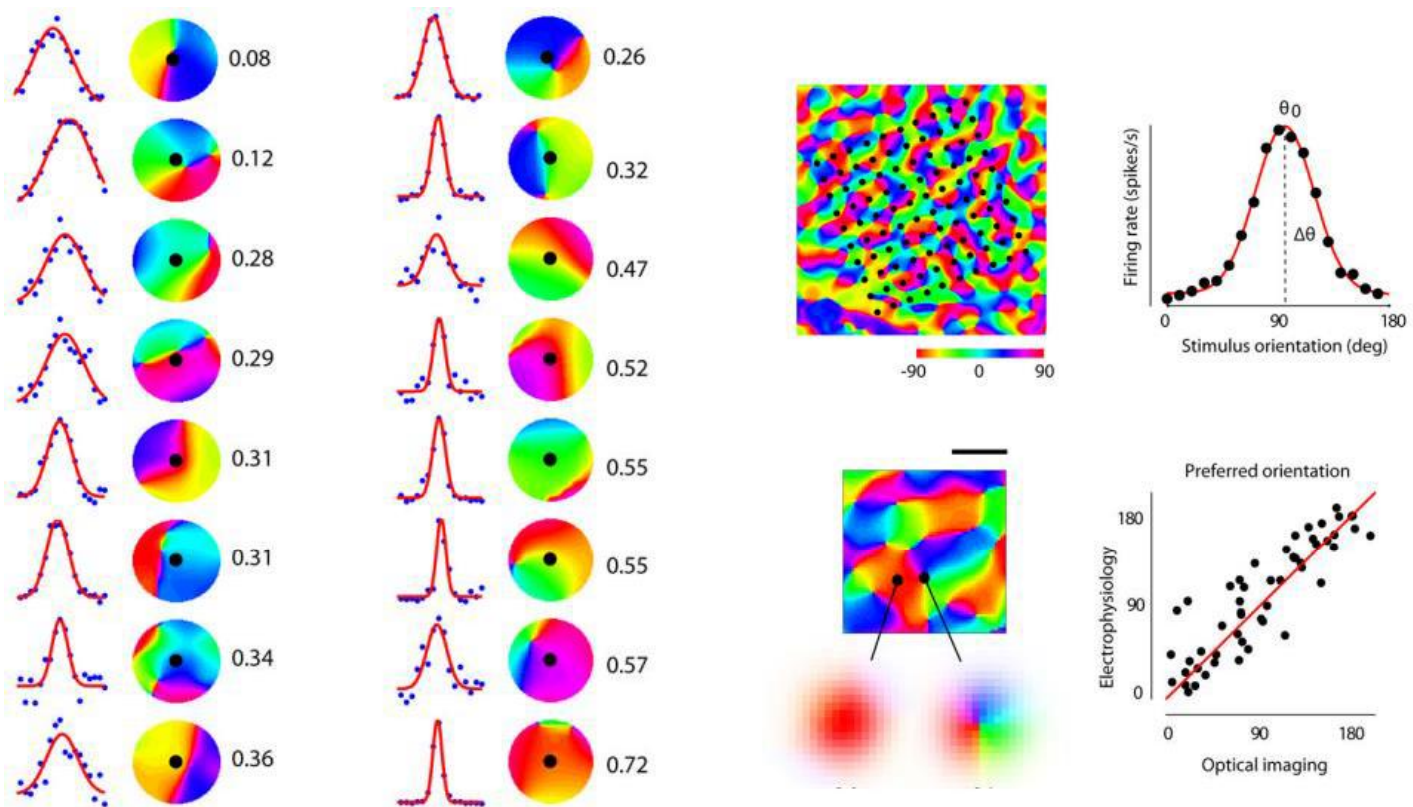 0.08
0.12
0.28
0.29
0.31
0.31
0.34
0.36
0.26
0.32
0.47
0.52
0.55
0.55
0.57
0.72
-90 0 90
θ0
Δθ
Firing rate (spikes/s)
0 90 180
Stimulus orientation (deg)
Preferred orientation
180
90
0
Electrophysiology
0 90 180
Optical imaging